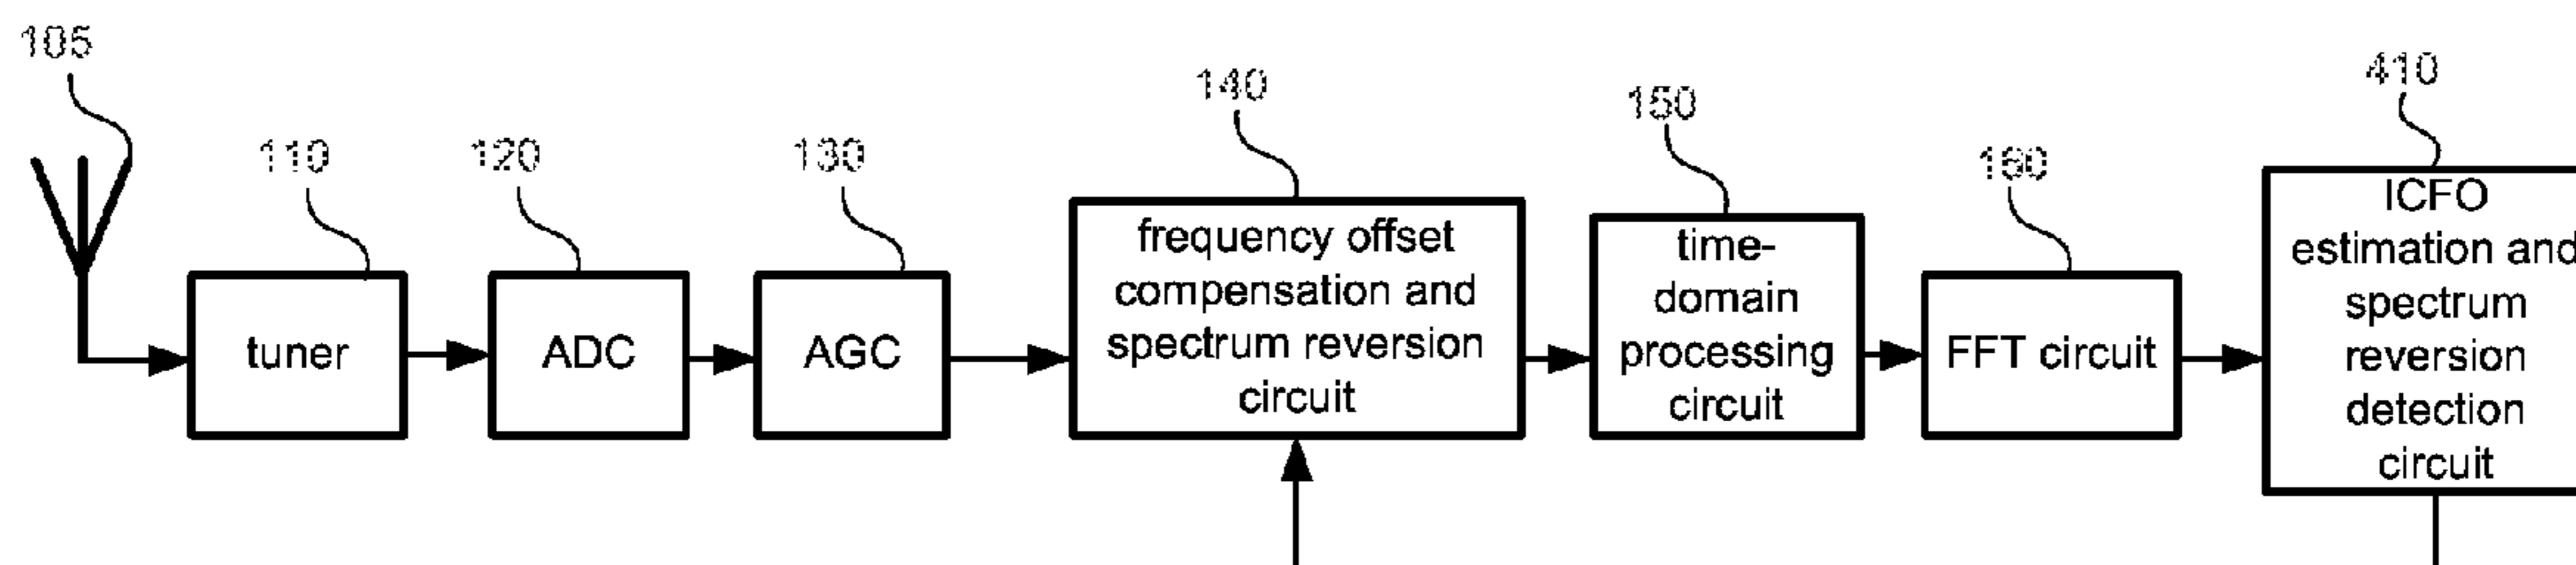 105
140
410
150
110
120
130
160
tuner
ADC
AGC
frequency offset
compensation and
spectrum reversion
circuit
time-
domain
processing
circuit
FFT circuit
ICFO
estimation and
spectrum
reversion
detection
circuit